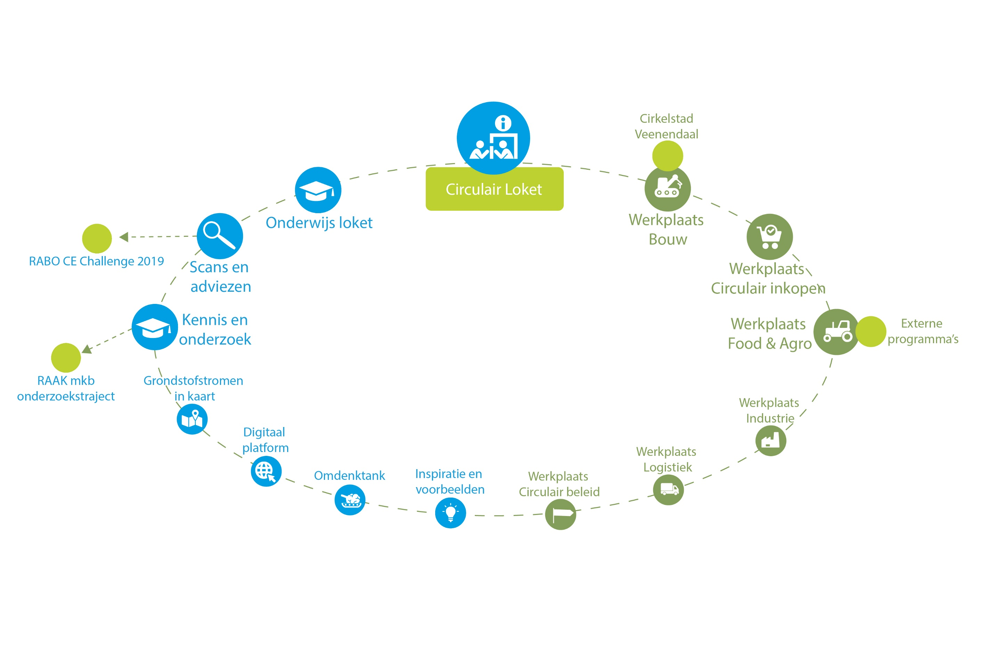 Circulair Loket
Cirkelstad
Veenendaal
Werkplaats
Bouw
Werkplaats
Circulair inkopen
Werkplaats
Food & Agro
Externe
programma’s
Werkplaats
Industrie
Werkplaats
Logistiek
Werkplaats
Circulair beleid
Inspiratie en
voorbeelden
Omdenktank
Digitaal
platform
Grondstofstromen
in kaart
Kennis en
onderzoek
RAAK mkb
onderzoekstraject
Scans en
adviezen
RABO CE Challenge 2019
Onderwijs loket